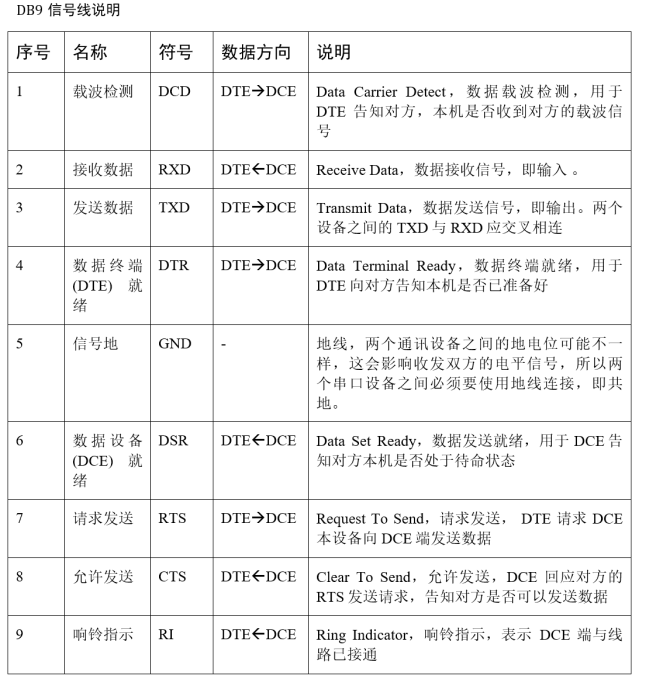 DB9 信号线说明
序号 名称 符号 数据方向 说明
1 载波检测 DCD DTE→DCE Data Carrier Detect，数据载波检测，用于
DTE 告知对方，本机是否收到对方的载波信
号
2 接收数据 RXD DTE←DCE Receive Data，数据接收信号，即输入 。
3 发送数据 TXD DTE→DCE Transmit Data，数据发送信号，即输出。两个
设备之间的 TXD 与 RXD 应交叉相连
4 数据终端 DTR DTE→DCE Data Terminal Ready，数据终端就绪，用于
(DTE) 就 DTE 向对方告知本机是否已准备好
绪
5 信号地 GND - 地线，两个通讯设备之间的地电位可能不一
样，这会影响收发双方的电平信号，所以两
个串口设备之间必须要使用地线连接，即共
地。
6 数据设备 DSR DTE←DCE Data Set Ready，数据发送就绪，用于 DCE 告
(DCE) 就 知对方本机是否处于待命状态
绪
7 请求发送 RTS DTE→DCE Request To Send，请求发送， DTE 请求 DCE
本设备向 DCE 端发送数据
8 允许发送 CTS DTE←DCE Clear To Send，允许发送，DCE 回应对方的
RTS 发送请求，告知对方是否可以发送数据
9 响铃指示 RI DTE←DCE Ring Indicator，响铃指示，表示 DCE 端与线
路已接通